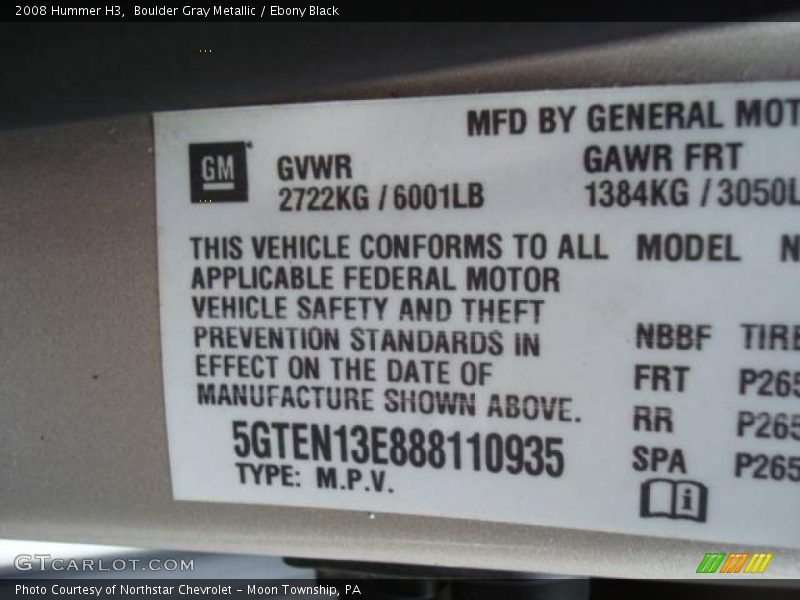 2008 Hummer H3, Boulder Gray Metallic / Ebony Black
MFD BY GENERAL MOT
GM
GVWR
2722KG / 6001LB
GAWR FRT
1384KG / 3050L
THIS VEHICLE CONFORMS TO ALL
APPLICABLE FEDERAL MOTOR
VEHICLE SAFETY AND THEFT
PREVENTION STANDARDS IN
EFFECT ON THE DATE OF
MANUFACTURE SHOWN ABOVE.
MODEL N
NBBF TIRE
FRT P265
RR P265
SPA P265
5GTEN13E888110935
TYPE: M.P.V.
i
GTCARLOT.COM
Photo Courtesy of Northstar Chevrolet - Moon Township, PA